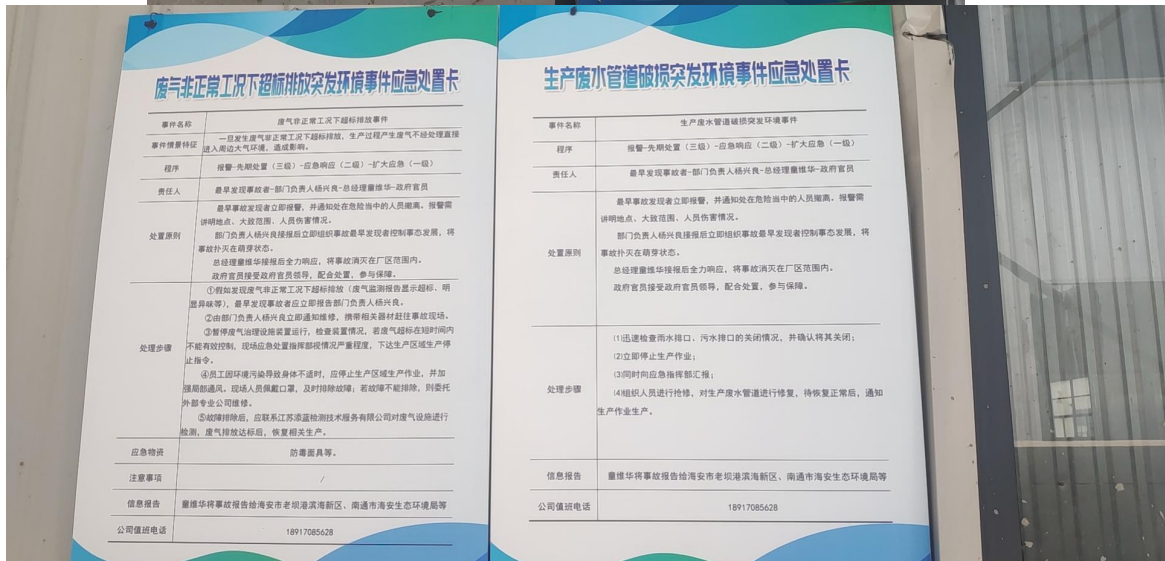 废气非正常工况下超标排放突发环境事件应急处置卡
事件名称 废气非正常工况下超标排放事件
事件情景特征 一旦发生废气非正常工况下超标排放，生产过程产生废气不经处理直接
进入周边大气环境，造成影响。
程序 报警-先期处置（三级）-应急响应（二级）-扩大应急（一级）
责任人 最早发现事故者-部门负责人杨兴良-总经理童维华-政府官员
处置原则
最早事故发现者立即报警，并通知处在危险当中的人员撤离。报警需
讲明地点、大致范围、人员伤害情况。
部门负责人杨兴良接报后立即组织事故最早发现者控制事态发展，将
事故扑灭在萌芽状态。
总经理童维华接报后全力响应，将事故消灭在厂区范围内。
政府官员接受政府官员领导，配合处置，参与保障。
处理步骤
①假如发现废气非正常工况下超标排放（废气监测报告显示超标、明
显异味等），最早发现事故者应立即报告部门负责人杨兴良。
②由部门负责人杨兴良立即通知维修，携带相关器材赶往事故现场。
③暂停废气治理设施装置运行，检查装置情况，若废气超标在短时间内
不能有效控制，现场应急处置指挥部视情况严重程度，下达生产区域生产停
止指令。
④员工因环境污染导致身体不适时，应停止生产区域生产作业，并加
强局部通风。现场人员佩戴口罩，及时排除故障；若故障不能排除，则委托
外部专业公司维修。
⑤故障排除后，应联系江苏添蓝检测技术服务有限公司对废气设施进行
检测，废气排放达标后，恢复相关生产。
应急物资 防毒面具等。
注意事项 /
信息报告 童维华将事故报告给海安市老坝港滨海新区、南通市海安生态环境局等
公司值班电话 18917085628
生产废水管道破损突发环境事件应急处置卡
事件名称 生产废水管道破损突发环境事件
程序 报警-先期处置（三级）-应急响应（二级）-扩大应急（一级）
责任人 最早发现事故者-部门负责人杨兴良-总经理童维华-政府官员
处置原则
最早事故发现者立即报警，并通知处在危险当中的人员撤离。报警需
讲明地点、大致范围、人员伤害情况。
部门负责人杨兴良接报后立即组织事故最早发现者控制事态发展，将
事故扑灭在萌芽状态。
总经理童维华接报后全力响应，将事故消灭在厂区范围内。
政府官员接受政府官员领导，配合处置，参与保障。
处理步骤
⑴迅速检查雨水排口、污水排口的关闭情况，并确认将其关闭；
⑵立即停止生产作业；
⑶同时向应急指挥部汇报；
⑷组织人员进行抢修，对生产废水管道进行修复，待恢复正常后，通知
生产作业生产。
信息报告 童维华将事故报告给海安市老坝港滨海新区、南通市海安生态环境局等
公司值班电话 18917085628